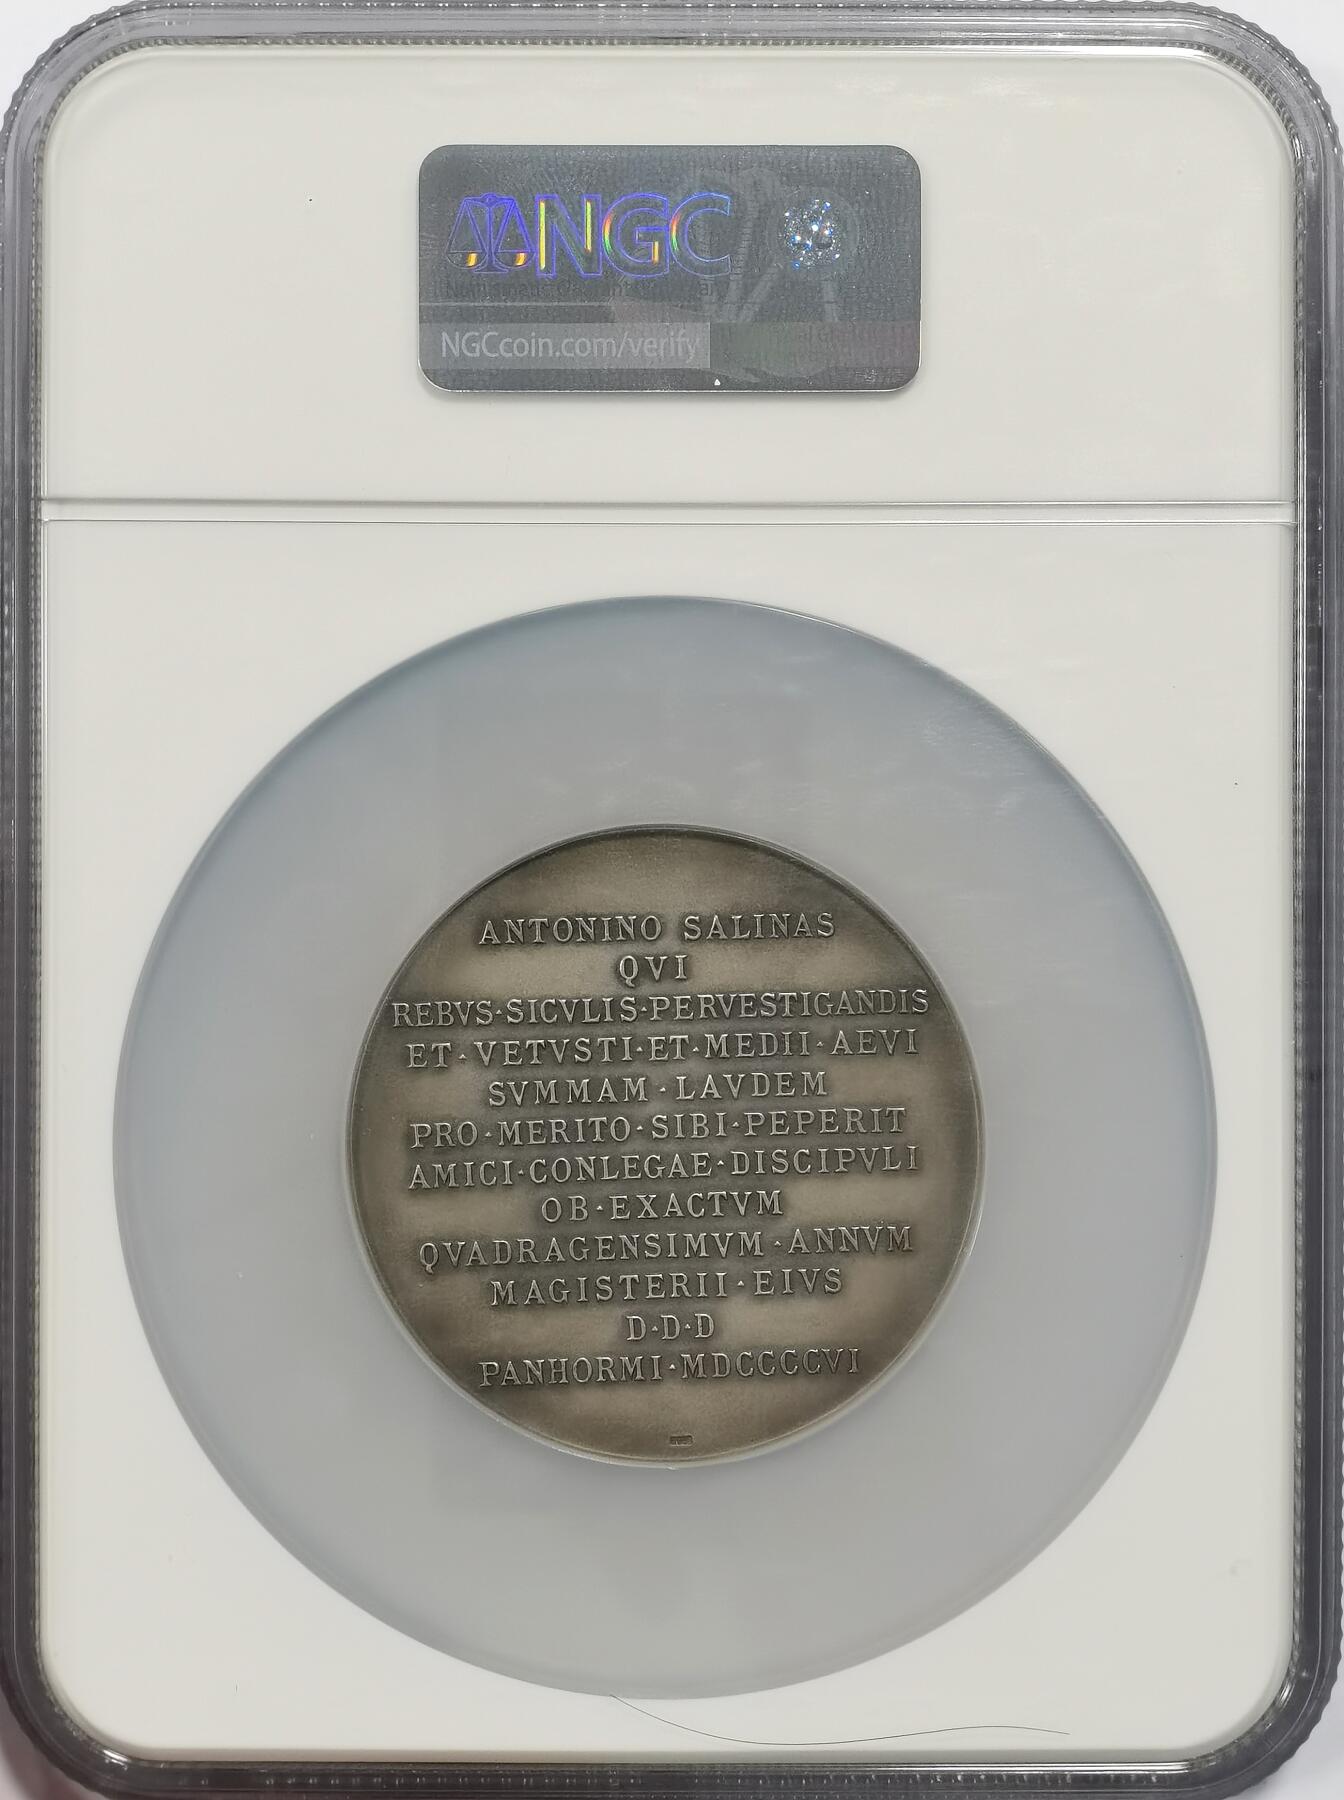 NGC
NGCcoin.com/verify
ANTONINO SALINAS
QVI
REBVS·SICVLIS·PERVESTIGANDIS
ET·VETVSTI·ET·MEDII·AEVI
SVMMAM·LAVDEM
PRO·MERITO·SIBI·PEPERIT
AMICI·CONLEGAE·DISCIPVLI
OB·EXACTVM
QVADRAGENSIMVM·ANNVM
MAGISTERII·EIVS
D·D·D
PANHORMI·MDCCCCVI